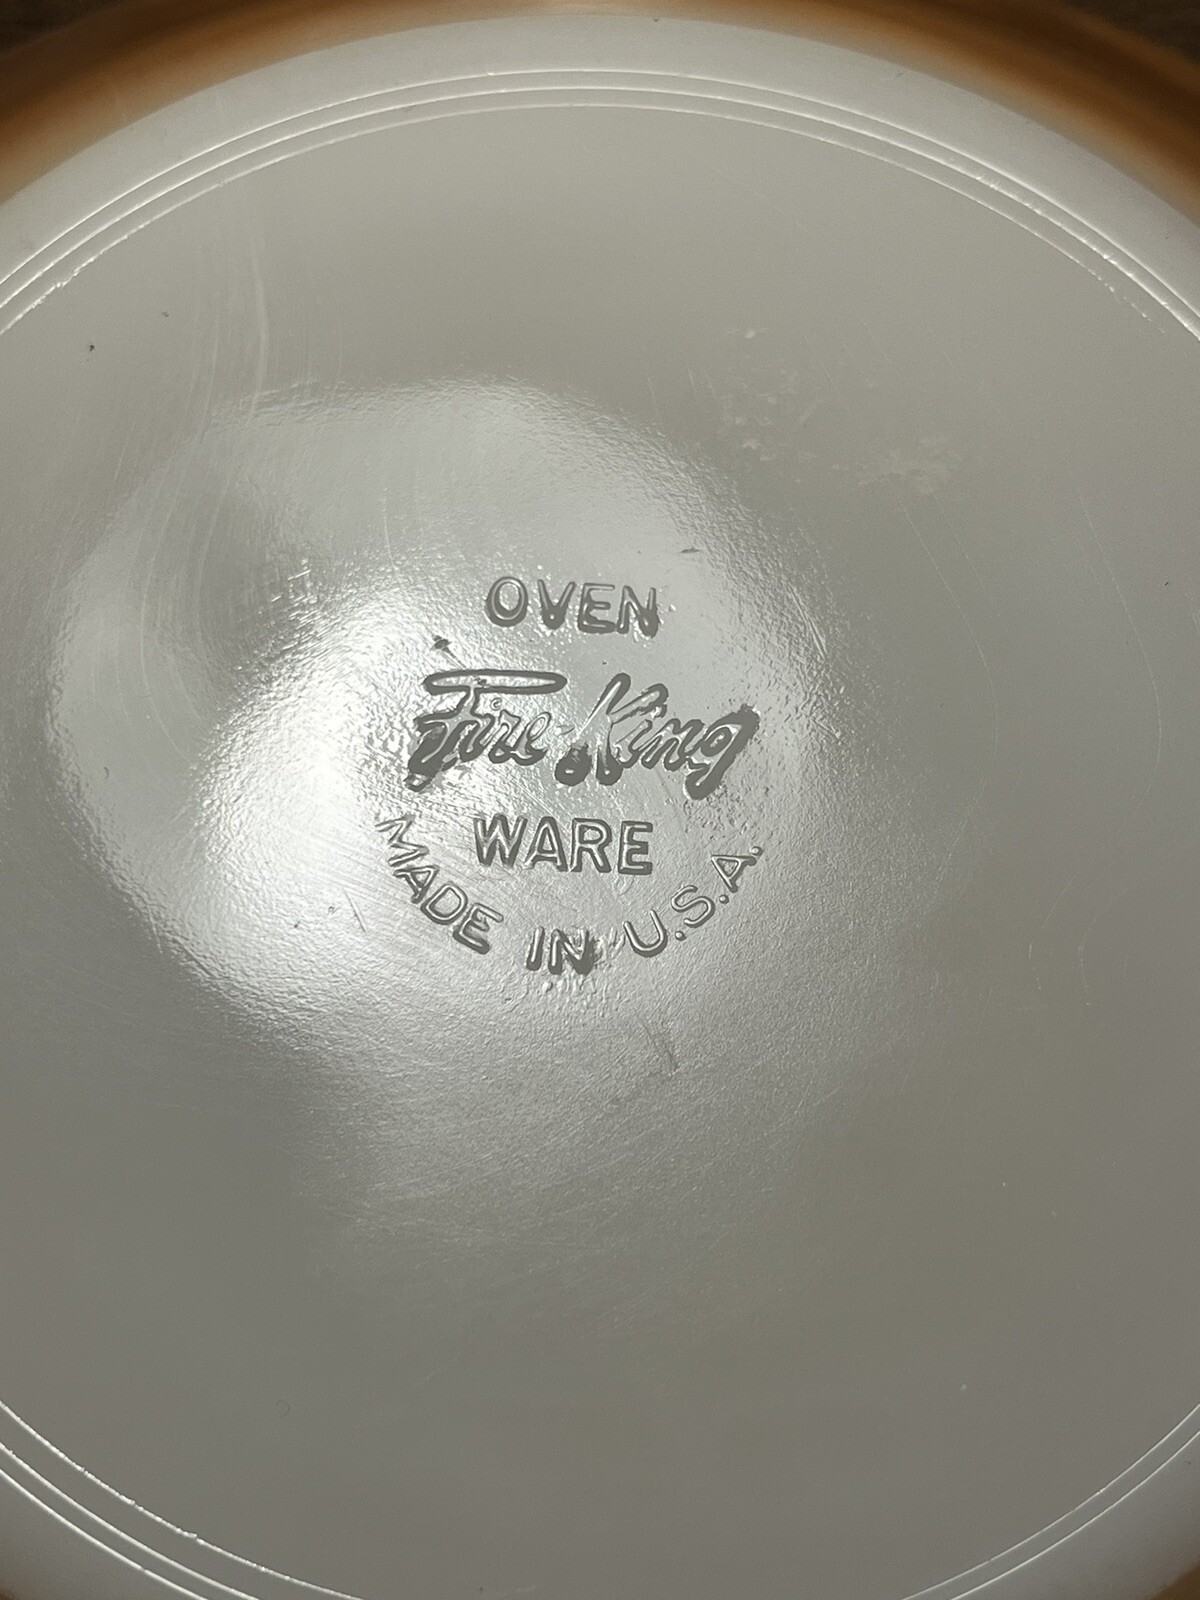 OVEN
Fire-King
WARE
MADE IN U.S.A.